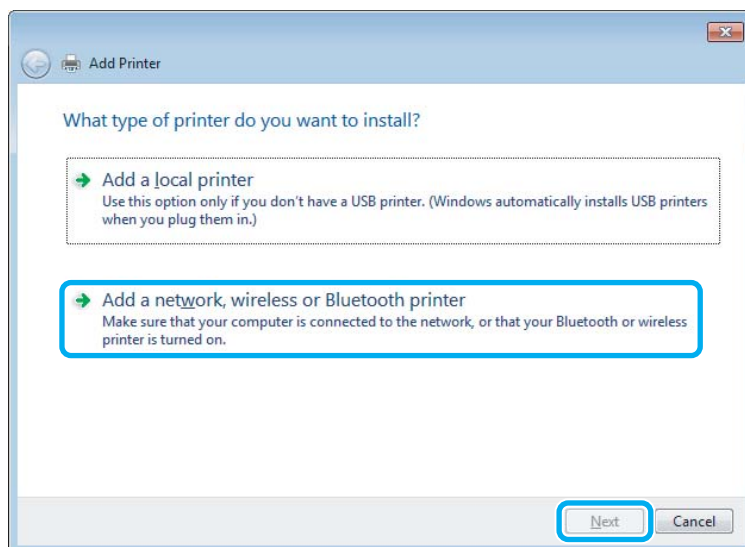 Add Printer
What type of printer do you want to install?
Add a local printer
Use this option only if you don't have a USB printer. (Windows automatically installs USB printers
when you plug them in.)
Add a network, wireless or Bluetooth printer
Make sure that your computer is connected to the network, or that your Bluetooth or wireless
printer is turned on.
Next Cancel